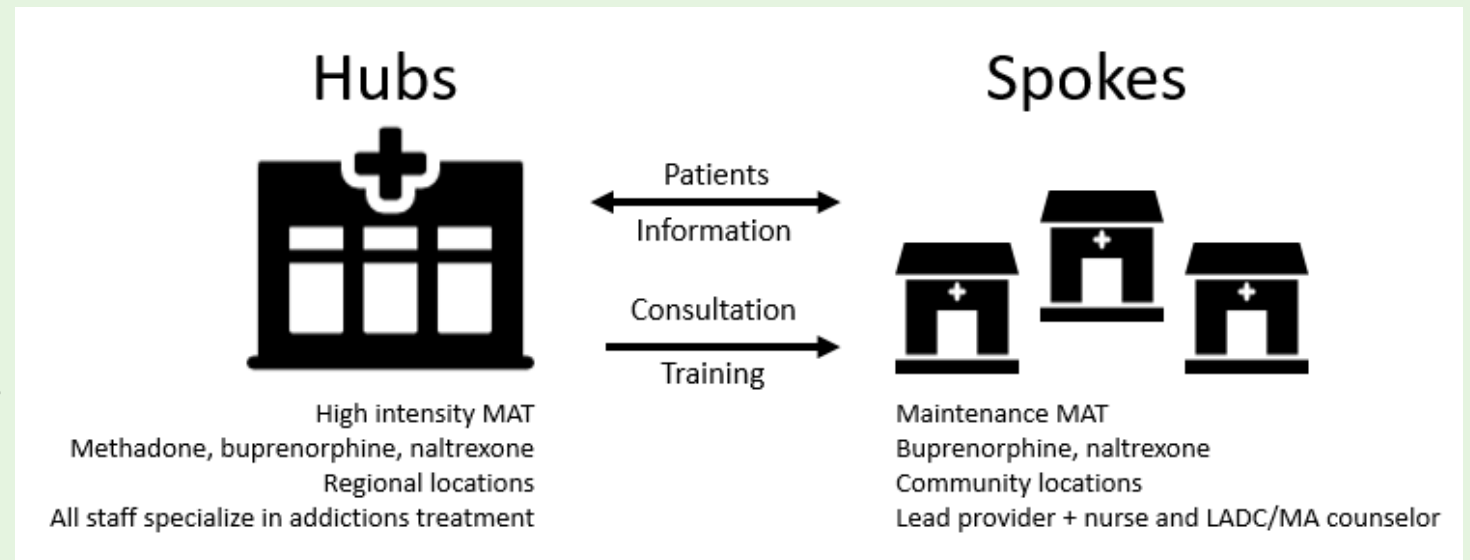 Hubs
Spokes
Patients
Information
Consultation
Training
High intensity MAT
Methadone, buprenorphine, naltrexone
Regional locations
All staff specialize in addictions treatment
Maintenance MAT
Buprenorphine, naltrexone
Community locations
Lead provider + nurse and LADC/MA counselor